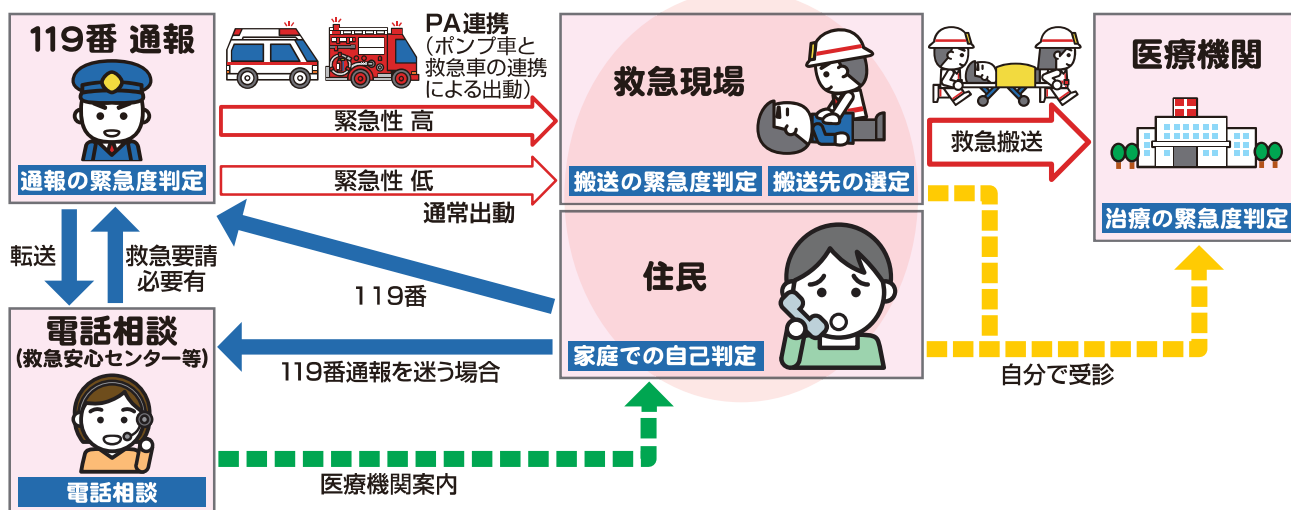 119番 通報
通報の緊急度判定
PA連携
(ポンプ車と
救急車の連携
による出動)
緊急性 高
緊急性 低
通常出動
救急現場
搬送の緊急度判定
搬送先の選定
救急搬送
医療機関
治療の緊急度判定
転送
救急要請
必要有
119番
住民
家庭での自己判定
電話相談
(救急安心センター等)
119番通報を迷う場合
自分で受診
電話相談
医療機関案内